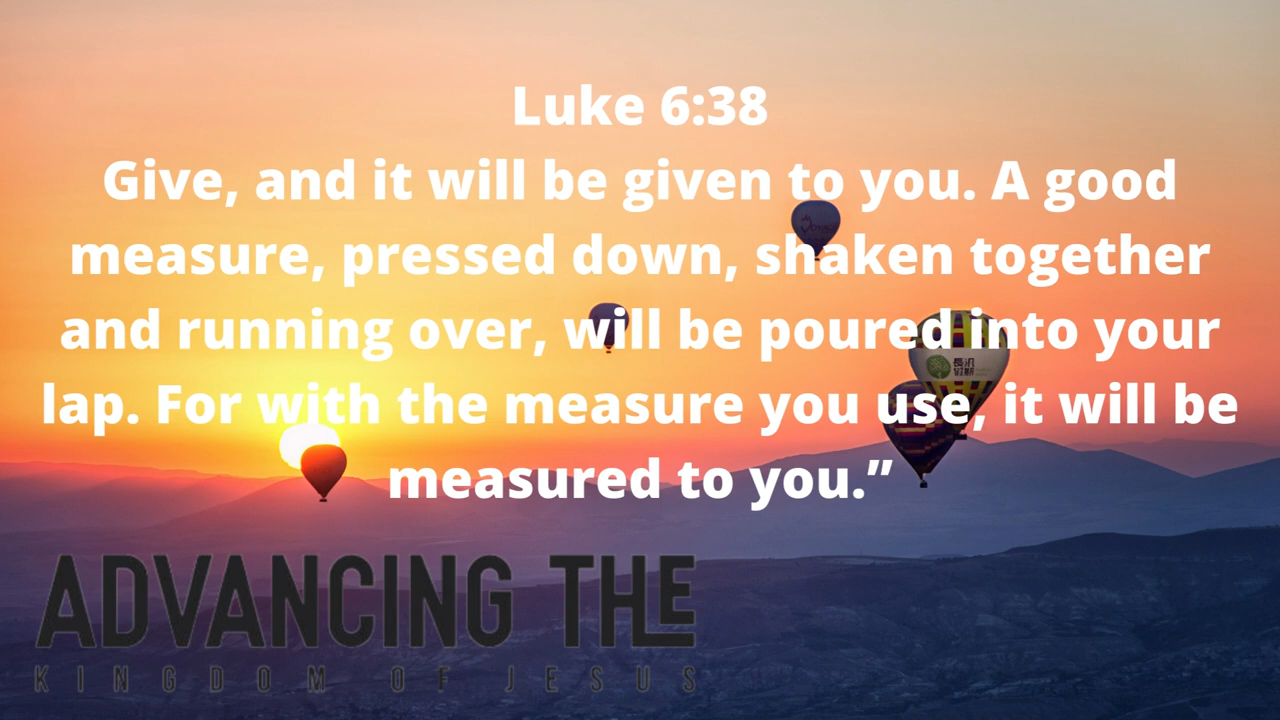 Luke 6:38
Give, and it will be given to you. A good
measure, pressed down, shaken together
and running over, will be poured into your
lap. For with the measure you use, it will be
measured to you.”
ADVANCING THE
KINGDOM OF JESUS